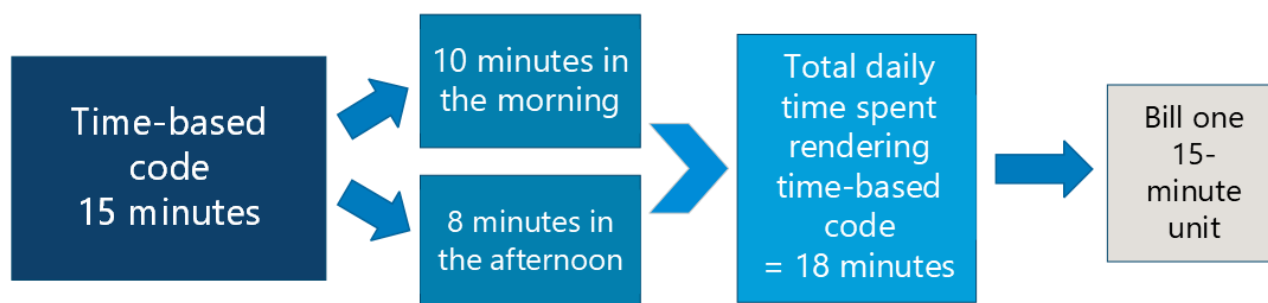 Time-based
code
15 minutes
10 minutes in
the morning
8 minutes in
the afternoon
Total daily
time spent
rendering
time-based
code
= 18 minutes
Bill one
15-
minute
unit